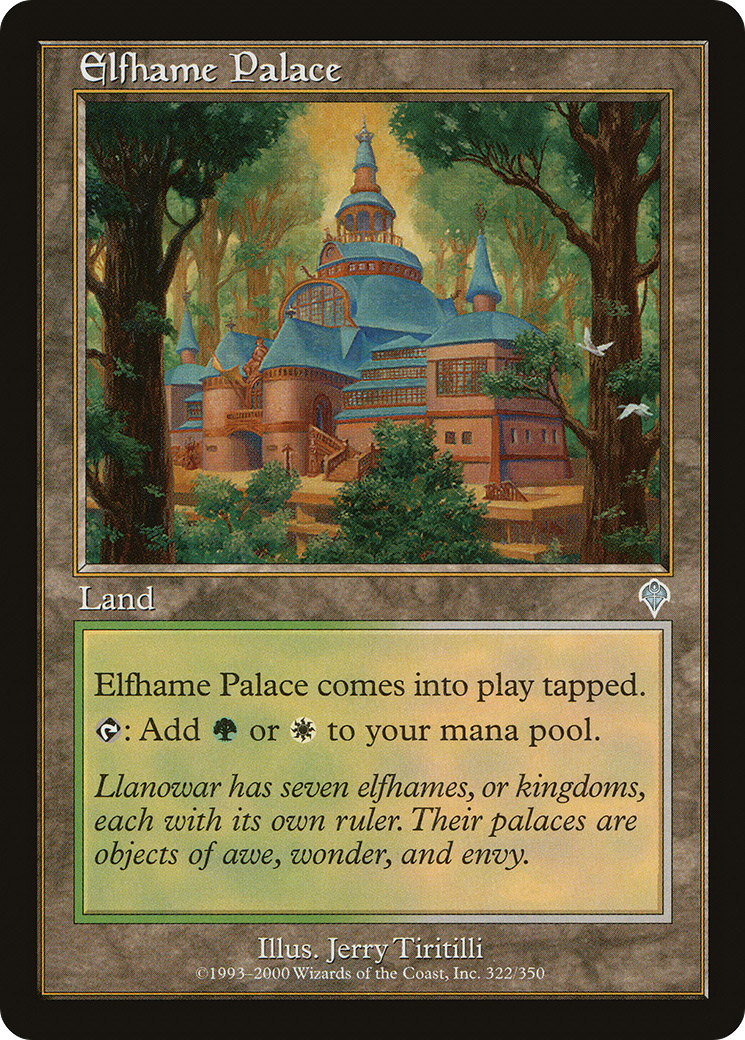 Elfhame Palace
Land
Elfhame Palace comes into play tapped.
: Add or to your mana pool.
Llanowar has seven elfhames, or kingdoms,
each with its own ruler. Their palaces are
objects of awe, wonder, and envy.
Illus. Jerry Tiritilli
©1993–2000 Wizards of the Coast, Inc. 322/350